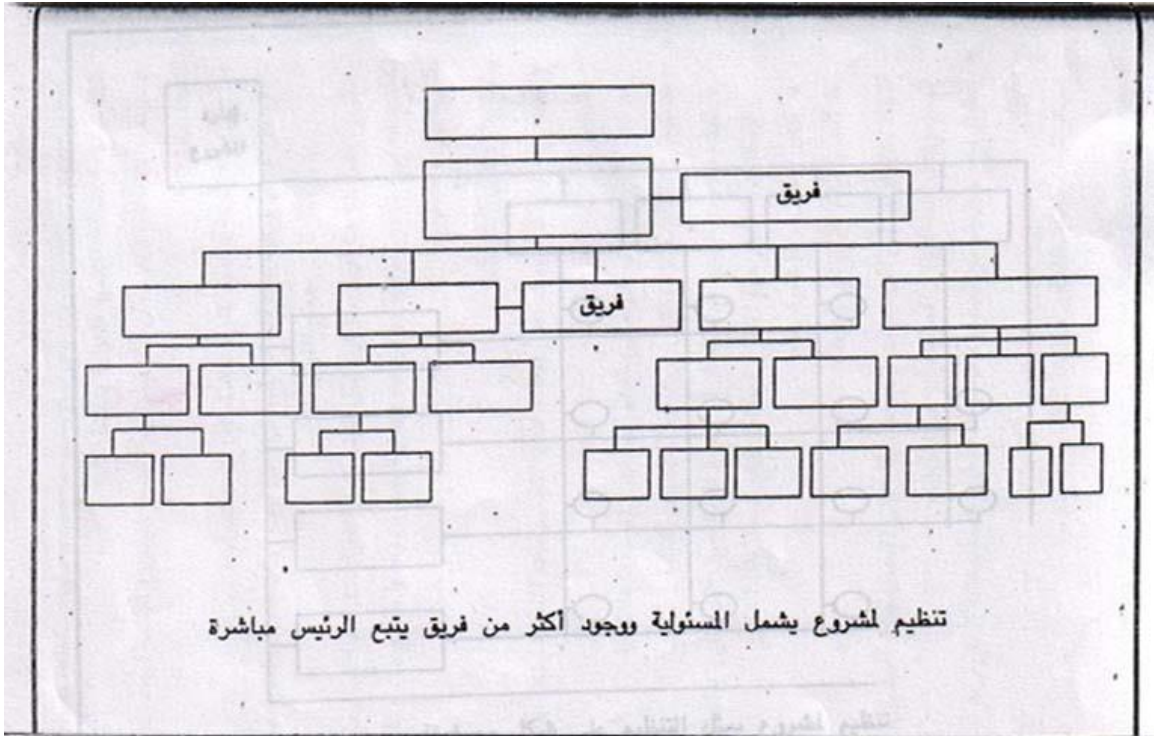 فريق
فريق
تنظيم لمشروع يشمل المسئولية ووجود أكثر من فريق يتبع الرئيس مباشرة